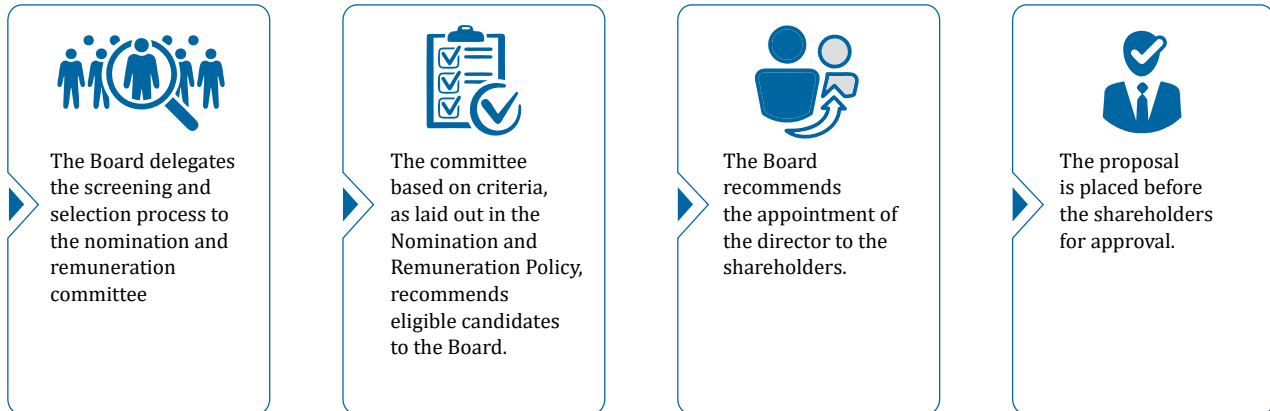 The Board delegates
the screening and
selection process to
the nomination and
remuneration
committee
The committee
based on criteria,
as laid out in the
Nomination and
Remuneration Policy,
recommends
eligible candidates
to the Board.
The Board
recommends
the appointment of
the director to the
shareholders.
The proposal
is placed before
the shareholders
for approval.